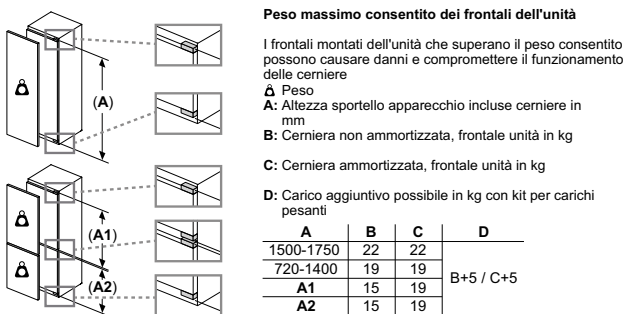 Peso massimo consentito dei frontali dell'unità
I frontali montati dell'unità che superano il peso consentito
possono causare danni e compromettere il funzionamento
delle cerniere
Peso
A: Altezza sportello apparecchio incluse cerniere in
mm
B: Cerniera non ammortizzata, frontale unità in kg
C: Cerniera ammortizzata, frontale unità in kg
D: Carico aggiuntivo possibile in kg con kit per carichi
pesanti
A B C D
1500-1750 22 22
720-1400 19 19
B+5 / C+5
A1 15 19
A2 15 19
(A)
(A1)
(A2)